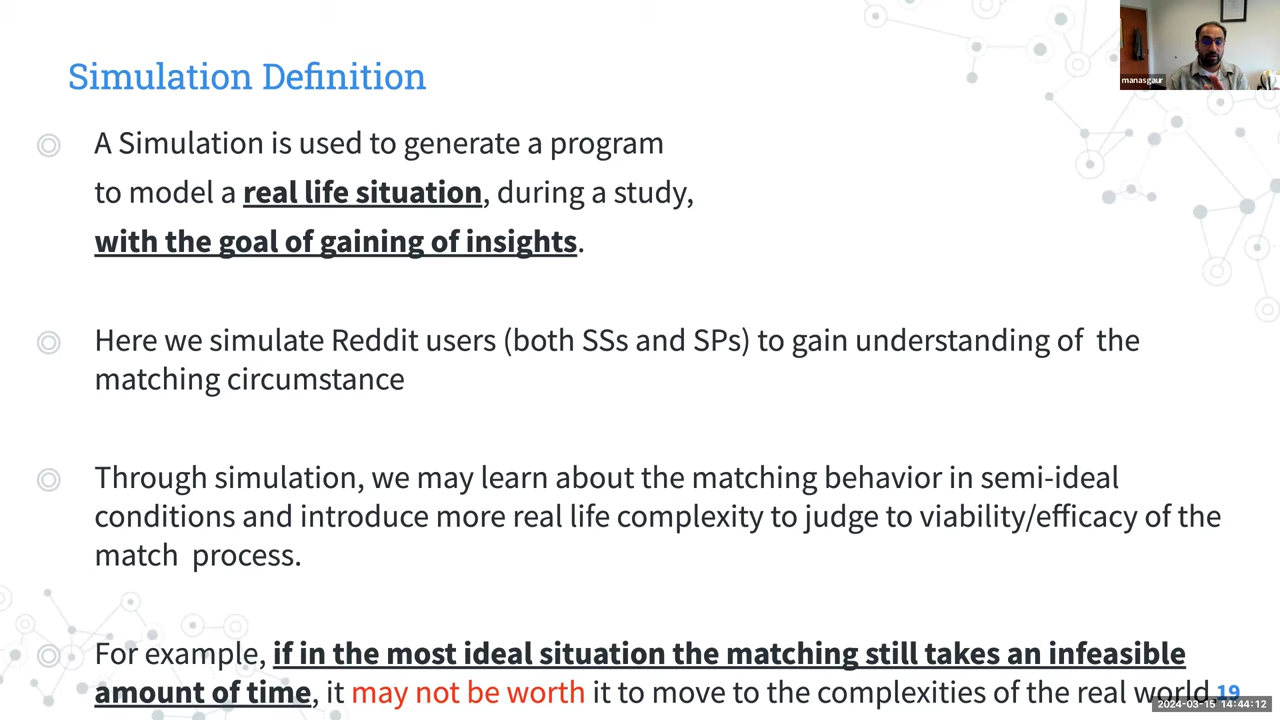 Simulation Definition
manasgaur
A Simulation is used to generate a program
to model a real life situation, during a study,
with the goal of gaining of insights.
Here we simulate Reddit users (both SSs and SPs) to gain understanding of  the
matching circumstance
Through simulation, we may learn about the matching behavior in semi-ideal
conditions and introduce more real life complexity to judge to viability/efficacy of the
match  process.
For example, if in the most ideal situation the matching still takes an infeasible
amount of time, it may not be worth it to move to the complexities of the real world.
19
2024-03-15 14:44:12